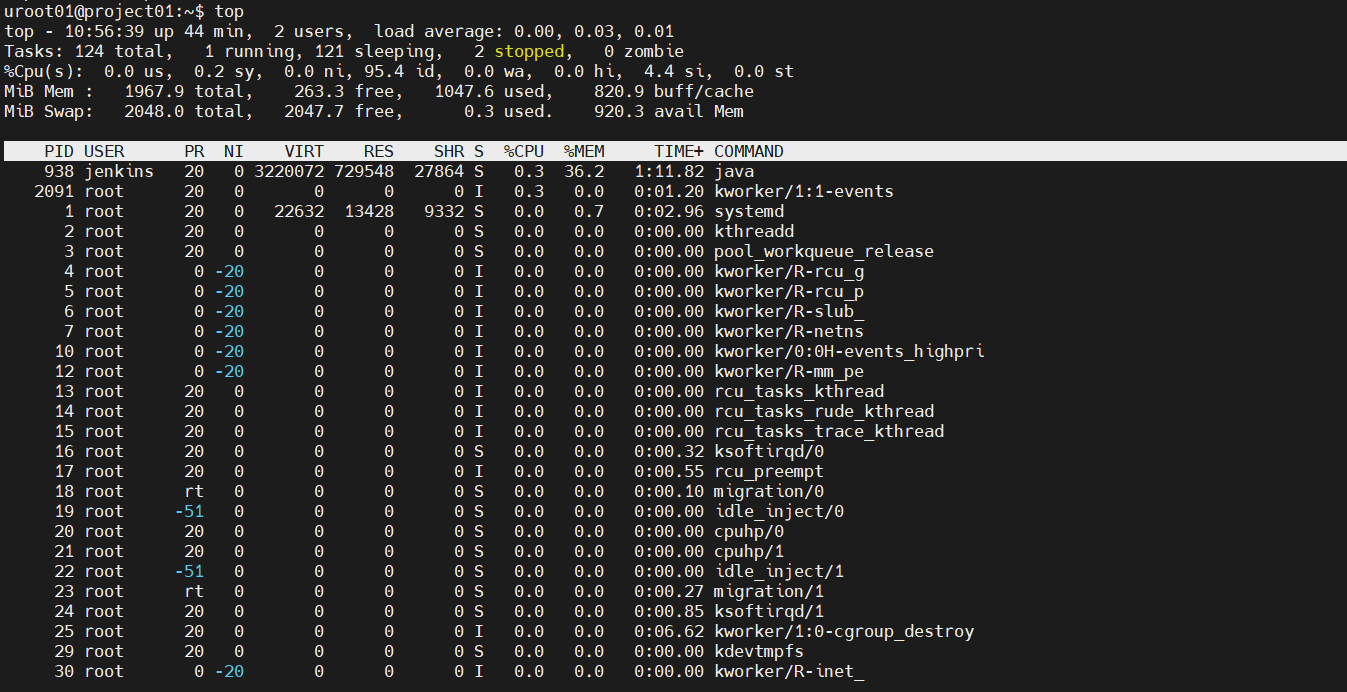 uroot01@project01:~$ top
top - 10:56:39 up 44 min,  2 users,  load average: 0.00, 0.03, 0.01
Tasks: 124 total,   1 running, 121 sleeping,   2 stopped,   0 zombie
%Cpu(s):  0.0 us,  0.2 sy,  0.0 ni, 95.4 id,  0.0 wa,  0.0 hi,  4.4 si,  0.0 st
MiB Mem :   1967.9 total,    263.3 free,   1047.6 used,    820.9 buff/cache
MiB Swap:   2048.0 total,   2047.7 free,      0.3 used.    920.3 avail Mem
    PID USER      PR  NI    VIRT    RES    SHR S  %CPU  %MEM     TIME+ COMMAND
    938 jenkins   20   0 3220072 729548  27864 S   0.3  36.2   1:11.82 java
   2091 root      20   0       0      0      0 I   0.3   0.0   0:01.20 kworker/1:1-events
      1 root      20   0   22632  13428   9332 S   0.0   0.7   0:02.96 systemd
      2 root      20   0       0      0      0 S   0.0   0.0   0:00.00 kthreadd
      3 root      20   0       0      0      0 S   0.0   0.0   0:00.00 pool_workqueue_release
      4 root       0 -20       0      0      0 I   0.0   0.0   0:00.00 kworker/R-rcu_g
      5 root       0 -20       0      0      0 I   0.0   0.0   0:00.00 kworker/R-rcu_p
      6 root       0 -20       0      0      0 I   0.0   0.0   0:00.00 kworker/R-slub_
      7 root       0 -20       0      0      0 I   0.0   0.0   0:00.00 kworker/R-netns
     10 root       0 -20       0      0      0 I   0.0   0.0   0:00.00 kworker/0:0H-events_highpri
     12 root       0 -20       0      0      0 I   0.0   0.0   0:00.00 kworker/R-mm_pe
     13 root      20   0       0      0      0 I   0.0   0.0   0:00.00 rcu_tasks_kthread
     14 root      20   0       0      0      0 I   0.0   0.0   0:00.00 rcu_tasks_rude_kthread
     15 root      20   0       0      0      0 I   0.0   0.0   0:00.00 rcu_tasks_trace_kthread
     16 root      20   0       0      0      0 S   0.0   0.0   0:00.32 ksoftirqd/0
     17 root      20   0       0      0      0 I   0.0   0.0   0:00.55 rcu_preempt
     18 root      rt   0       0      0      0 S   0.0   0.0   0:00.10 migration/0
     19 root     -51   0       0      0      0 S   0.0   0.0   0:00.00 idle_inject/0
     20 root      20   0       0      0      0 S   0.0   0.0   0:00.00 cpuhp/0
     21 root      20   0       0      0      0 S   0.0   0.0   0:00.00 cpuhp/1
     22 root     -51   0       0      0      0 S   0.0   0.0   0:00.00 idle_inject/1
     23 root      rt   0       0      0      0 S   0.0   0.0   0:00.27 migration/1
     24 root      20   0       0      0      0 S   0.0   0.0   0:00.85 ksoftirqd/1
     25 root      20   0       0      0      0 I   0.0   0.0   0:06.62 kworker/1:0-cgroup_destroy
     29 root      20   0       0      0      0 S   0.0   0.0   0:00.00 kdevtmpfs
     30 root       0 -20       0      0      0 I   0.0   0.0   0:00.00 kworker/R-inet_